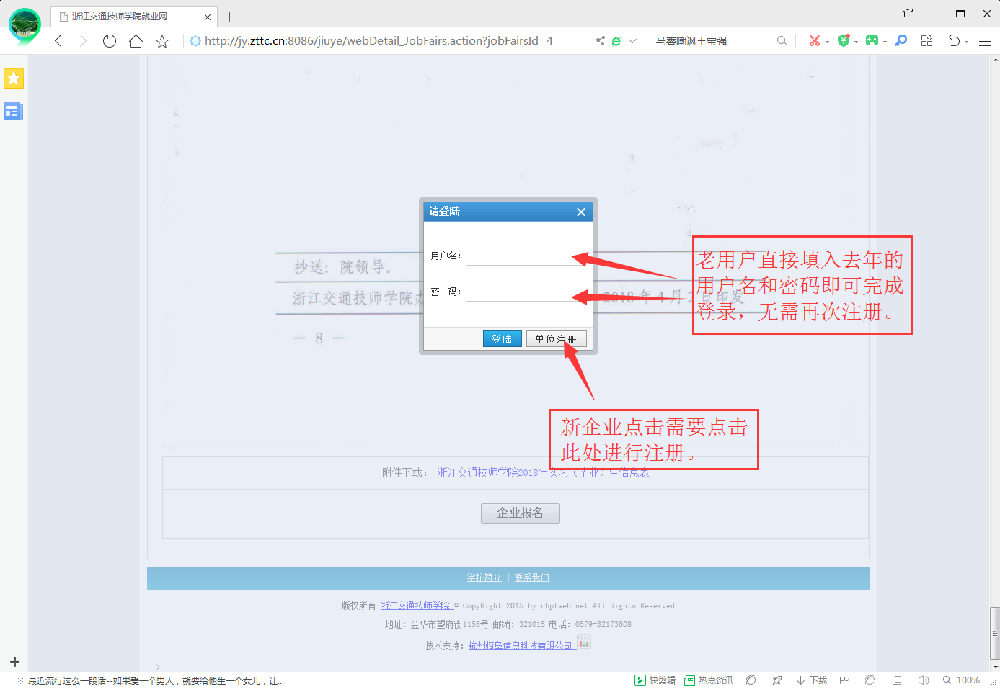 浙江交通技师学院就业网
http://jy.zttc.cn:8086/jiuye/webDetail_JobFairs.action?jobFairsId=4
马蓉嘲讽王宝强
请登陆
用户名：
密 码：
登陆
单位注册
老用户直接填入去年的
用户名和密码即可完成
登录，无需再次注册。
抄送：院领导。
浙江交通技师学院办
2018年4月2日印发
— 8 —
新企业点击需要点击
此处进行注册。
附件下载： 浙江交通技师学院2018年实习（毕业）生信息表
企业报名
学校简介 | 联系我们
版权所有 浙江交通技师学院 © CopyRight 2015 by nbptweb.net All Rights Reserved
地址：金华市望府街1158号 邮编：321015 电话：0579-82173808
技术支持：杭州恒阜信息科技有限公司
-->
最近流行这么一段话--如果爱一个男人，就要给他生一个女儿，让...
快剪辑
热点资讯
下载
100%